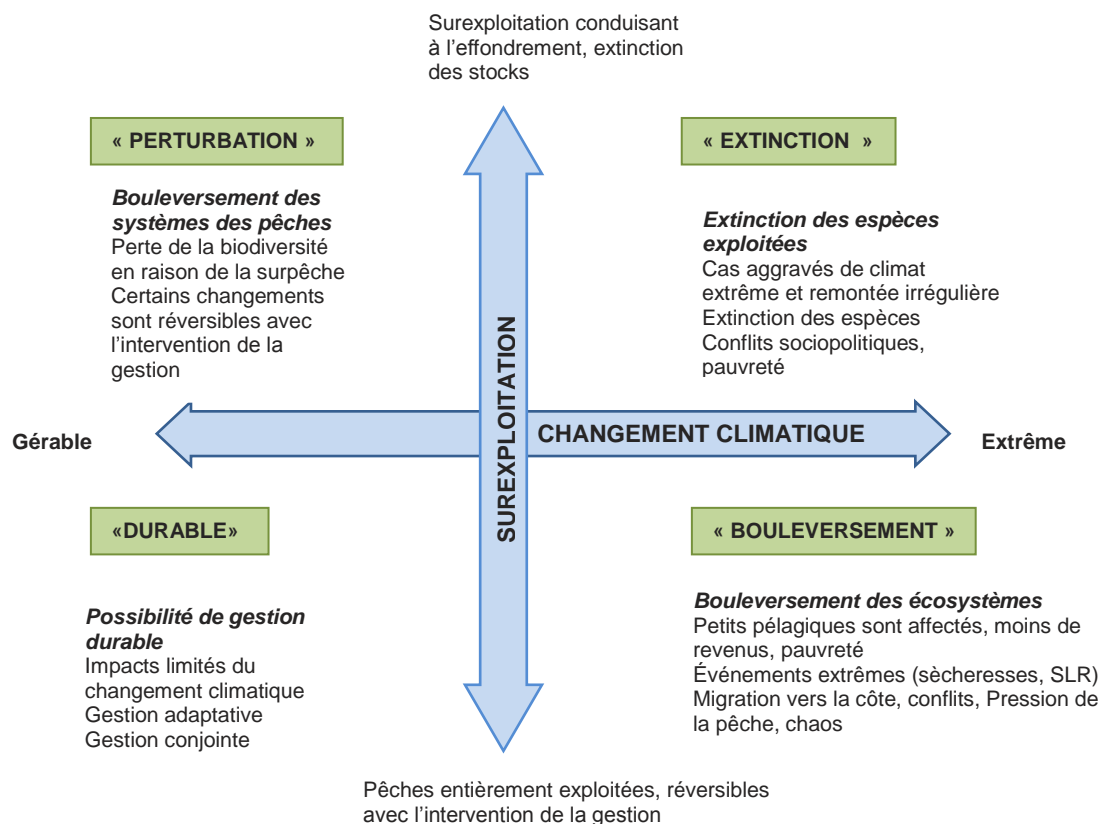 Surexploitation conduisant
à l’effondrement, extinction
des stocks
« PERTURBATION »
Bouleversement des
systèmes des pêches
Perte de la biodiversité
en raison de la surpêche
Certains changements
sont réversibles avec
l’intervention de la
gestion
« EXTINCTION »
Extinction des espèces
exploitées
Cas aggravés de climat
extrême et remontée irrégulière
Extinction des espèces
Conflits sociopolitiques,
pauvreté
Gérable
SUREXPLOITATION
CHANGEMENT CLIMATIQUE
Extrême
«DURABLE»
Possibilité de gestion
durable
Impacts limités du
changement climatique
Gestion adaptative
Gestion conjointe
« BOULEVERSEMENT »
Bouleversement des écosystèmes
Petits pélagiques sont affectés, moins de
revenus, pauvreté
Événements extrêmes (sècheresses, SLR)
Migration vers la côte, conflits, Pression de
la pêche, chaos
Pêches entièrement exploitées, réversibles
avec l’intervention de la gestion